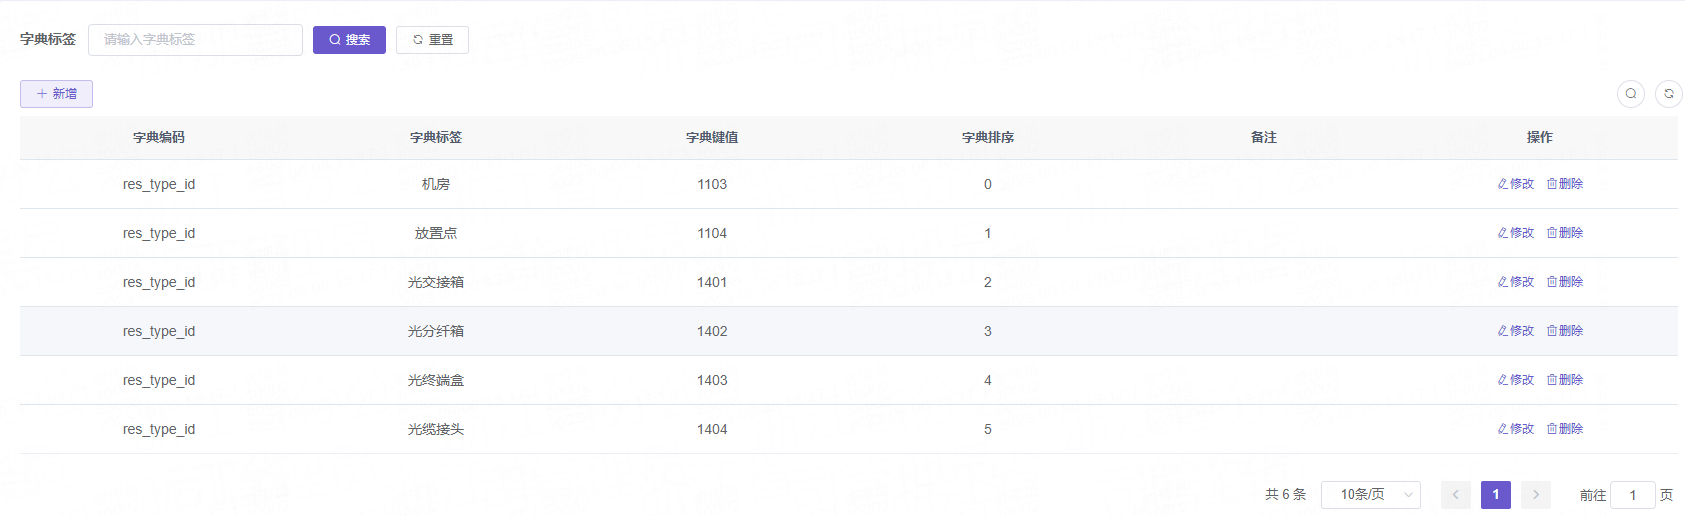 字典标签 请输入字典标签 搜索 重置
新增
字典编码 字典标签 字典键值 字典排序 备注 操作
res_type_id 机房 1103 0 修改 删除
res_type_id 放置点 1104 1 修改 删除
res_type_id 光交接箱 1401 2 修改 删除
res_type_id 光分纤箱 1402 3 修改 删除
res_type_id 光终端盒 1403 4 修改 删除
res_type_id 光缆接头 1404 5 修改 删除
共 6 条 10条/页 1 前往 1 页